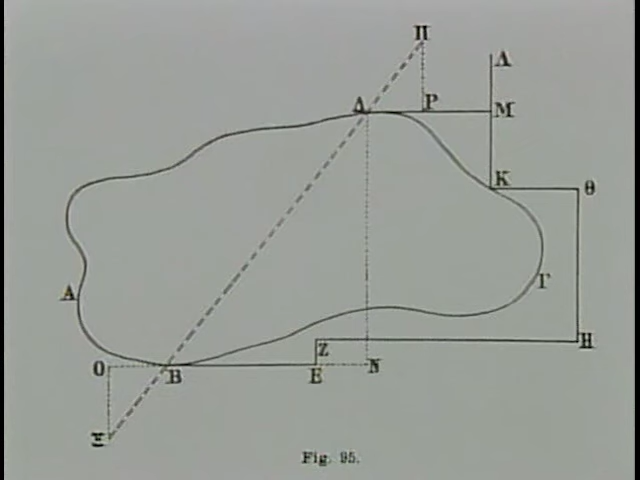 Π
Λ
Δ Ρ Μ
Κ Θ
Α Γ
Ζ Η
Ο Β Ε Ν
Ξ
Fig. 95.